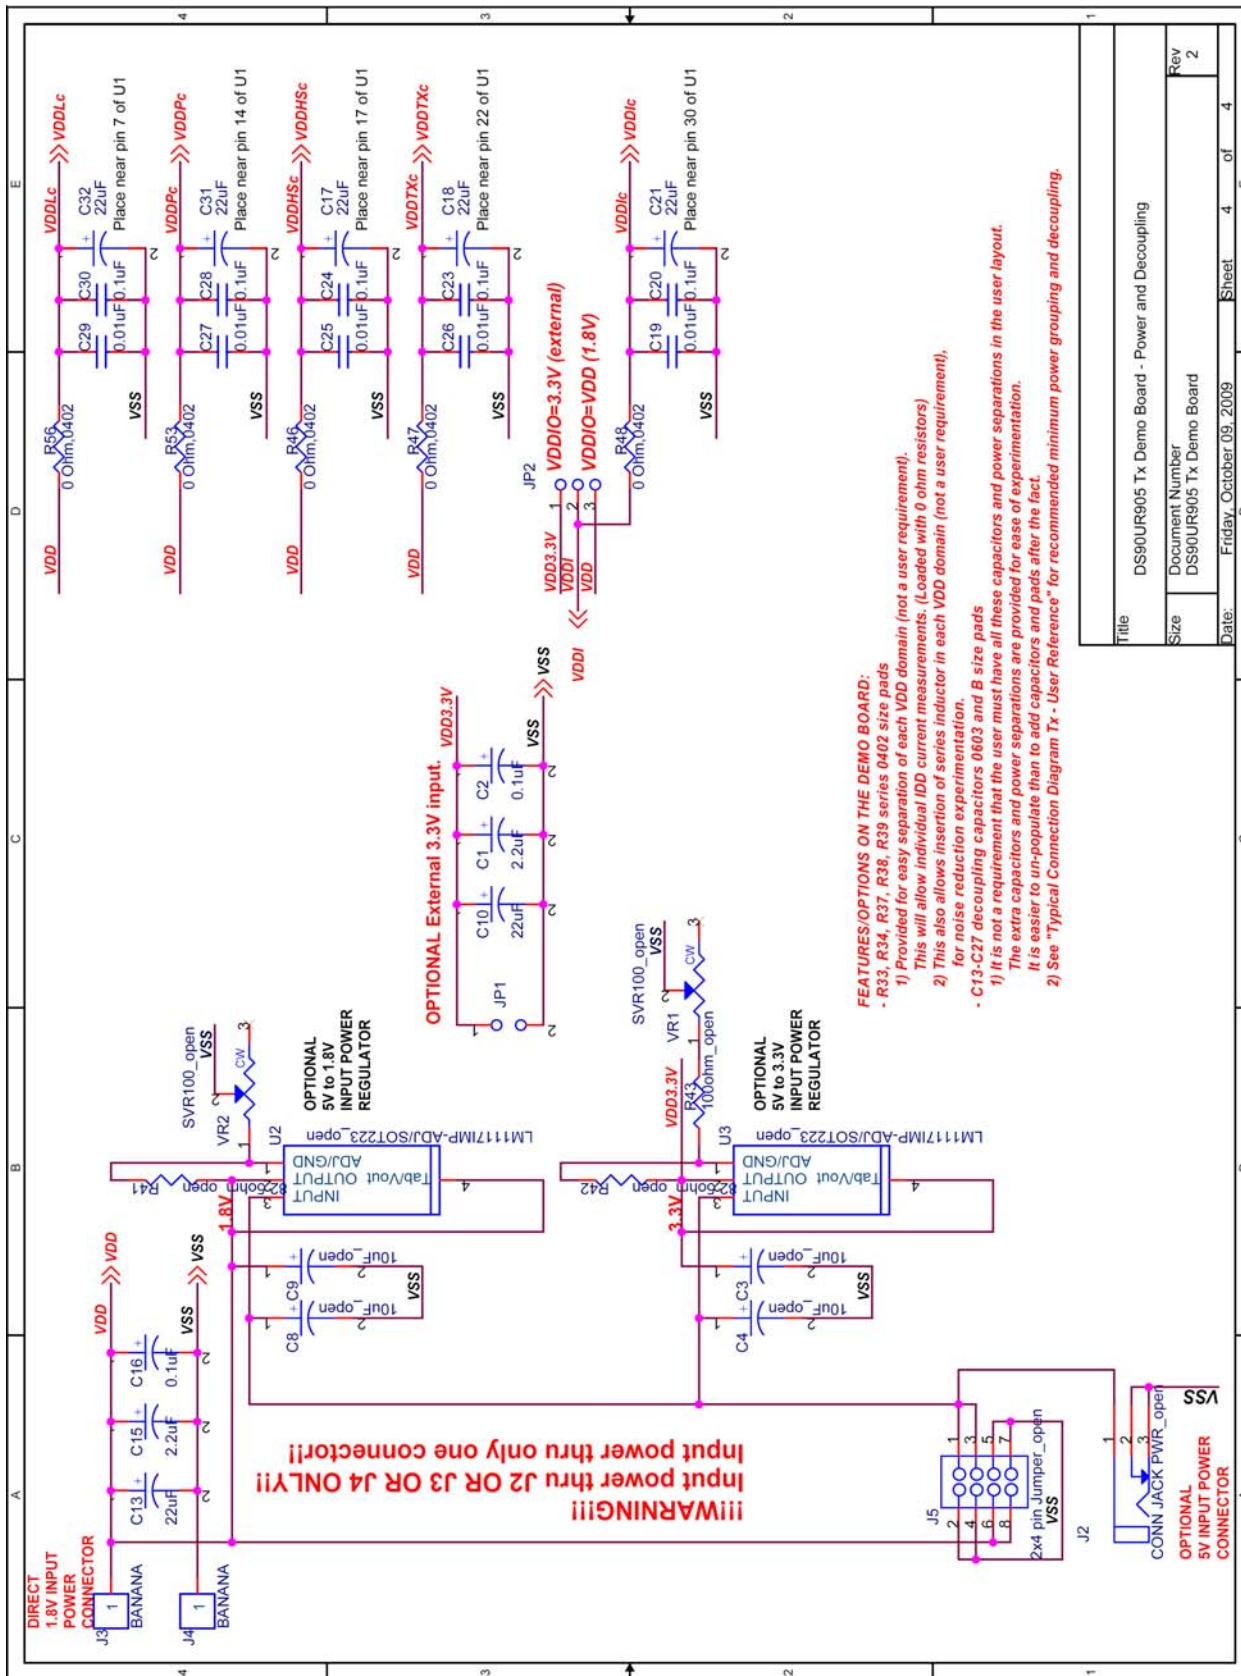 DIRECT
1.8V INPUT
POWER
CONNECTOR
J3
1
BANANA
J4
1
BANANA
C13
22uF
C15
2.2uF
C16
0.1uF
VDD
VDD
VSS
VSS
!!!WARNING!!!
Input power thru J2 OR J3 OR J4 ONLY!!
Input power thru only one connector!!
J5
2x4 pin Jumper_open
VSS
J2
CONN JACK PWR_open
VSS
OPTIONAL
5V INPUT POWER
CONNECTOR
C8
10uF_open
C9
10uF_open
VSS
1.8V
R41
82.5ohm_open
U2
INPUT
OUTPUT
ADJ/GND
Tab/Vout
LM1117IMP-ADJ/SOT223_open
VR2
SVR100_open
VSS
CW
OPTIONAL
5V to 1.8V
INPUT POWER
REGULATOR
C4
10uF_open
C3
10uF_open
VSS
3.3V
R42
82.5ohm_open
U3
INPUT
OUTPUT
ADJ/GND
Tab/Vout
LM1117IMP-ADJ/SOT223_open
VDD3.3V
R43
100ohm_open
VR1
SVR100_open
VSS
CW
OPTIONAL
5V to 3.3V
INPUT POWER
REGULATOR
OPTIONAL External 3.3V input.
JP1
C10
22uF
C1
2.2uF
C2
0.1uF
VDD3.3V
VSS
VSS
VDD
R56
0 Ohm,0402
VSS
C29
0.01uF
C30
0.1uF
C32
22uF
VDDLc
VDDLc
Place near pin 7 of U1
VDD
R53
0 Ohm,0402
VSS
C27
0.01uF
C28
0.1uF
C31
22uF
VDDPc
VDDPc
Place near pin 14 of U1
VDD
R46
0 Ohm,0402
VSS
C25
0.01uF
C24
0.1uF
C17
22uF
VDDHSc
VDDHSc
Place near pin 17 of U1
VDD
R47
0 Ohm,0402
VSS
C26
0.01uF
C23
0.1uF
C18
22uF
VDDTXc
VDDTXc
Place near pin 22 of U1
VDD3.3V
VDDI
VDD
VDDI
JP2
1
2
3
VDDIO=3.3V (external)
VDDIO=VDD (1.8V)
R48
0 Ohm,0402
VSS
C19
0.01uF
C20
0.1uF
C21
22uF
VDDIc
VDDIc
Place near pin 30 of U1
FEATURES/OPTIONS ON THE DEMO BOARD:
- R33, R34, R37, R38, R39 series 0402 size pads
1) Provided for easy separation of each VDD domain (not a user requirement).
This will allow individual IDD current measurements. (Loaded with 0 ohm resistors)
2) This also allows insertion of series inductor in each VDD domain (not a user requirement),
for noise reduction experimentation.
- C13-C27 decoupling capacitors 0603 and B size pads
1) It is not a requirement that the user must have all these capacitors and power separations in the user layout.
The extra capacitors and power separations are provided for ease of experimentation.
It is easier to un-populate than to add capacitors and pads after the fact.
2) See "Typical Connection Diagram Tx - User Reference" for recommended minimum power grouping and decoupling.
Title
DS90UR905 Tx Demo Board - Power and Decoupling
Size
Document Number
DS90UR905 Tx Demo Board
Rev
2
Date:
Friday, October 09, 2009
Sheet
4
of
4